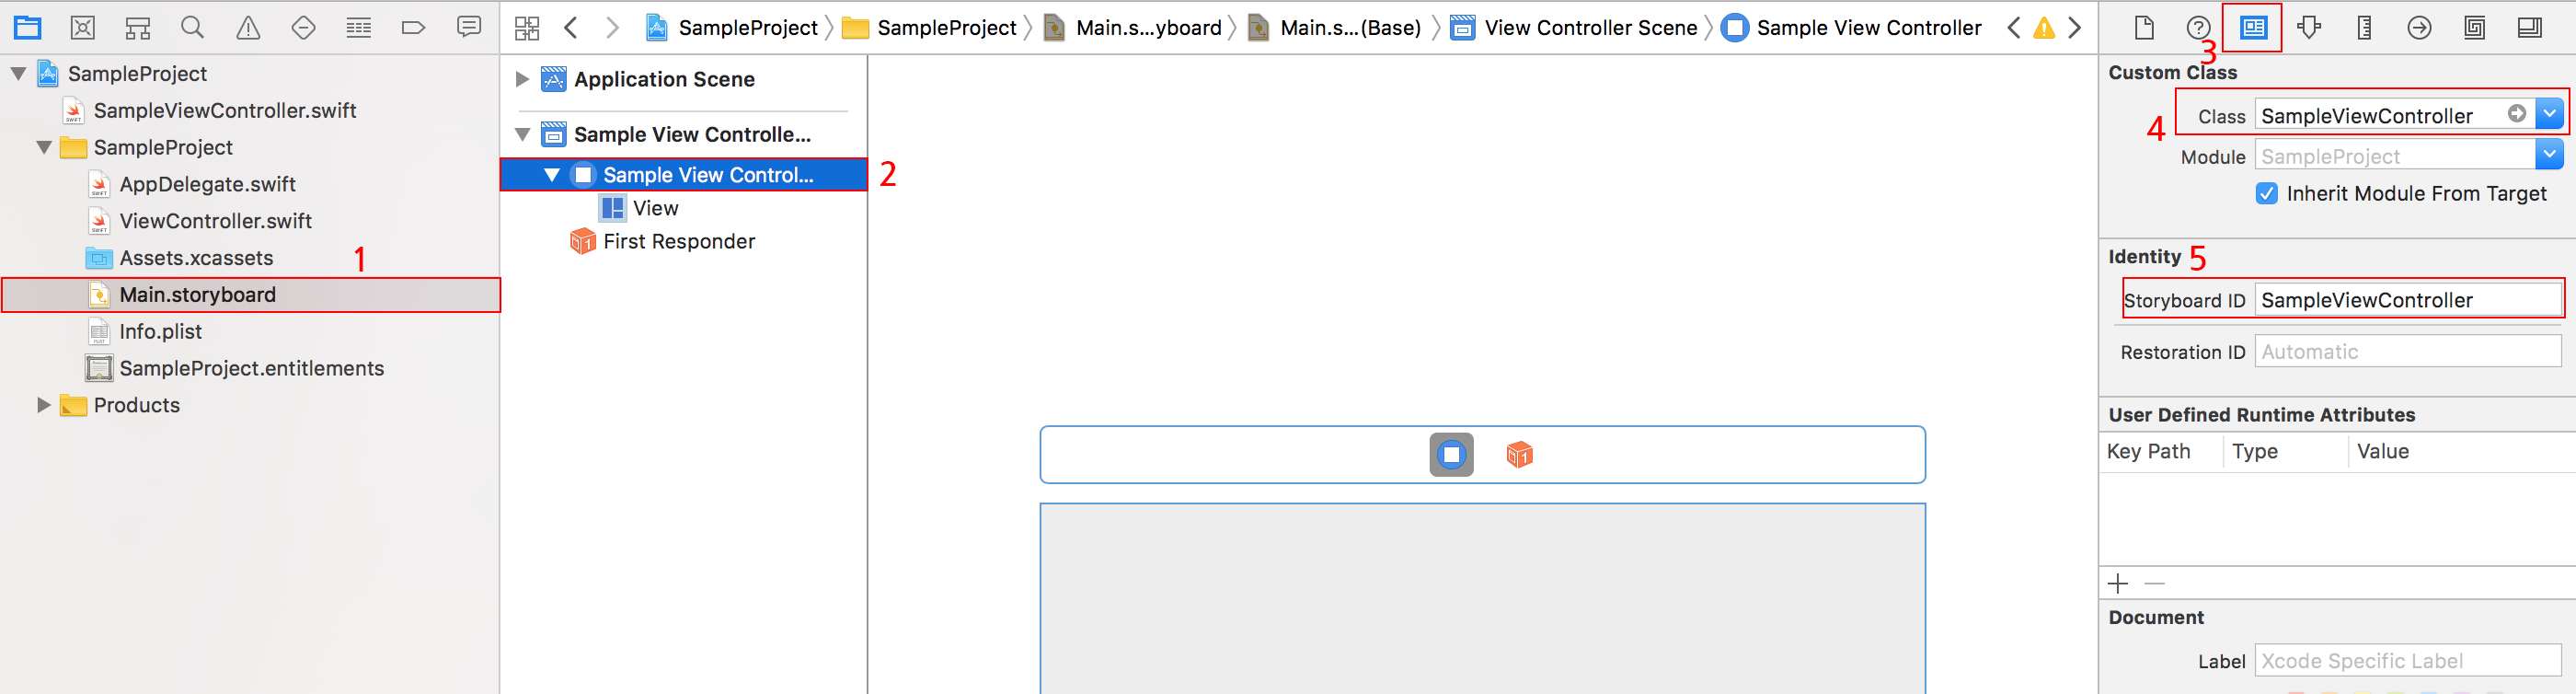 SampleProject
SampleProject
Main.s...yboard
Main.s...(Base)
View Controller Scene
Sample View Controller
3
SampleProject
SampleViewController.swift
SampleProject
AppDelegate.swift
ViewController.swift
Assets.xcassets
1
Main.storyboard
Info.plist
SampleProject.entitlements
Products
Application Scene
Sample View Controlle...
Sample View Control...
2
View
First Responder
Custom Class
Class SampleViewController
4
Module SampleProject
Inherit Module From Target
Identity 5
Storyboard ID SampleViewController
Restoration ID Automatic
User Defined Runtime Attributes
Key Path Type Value
Document
Label Xcode Specific Label